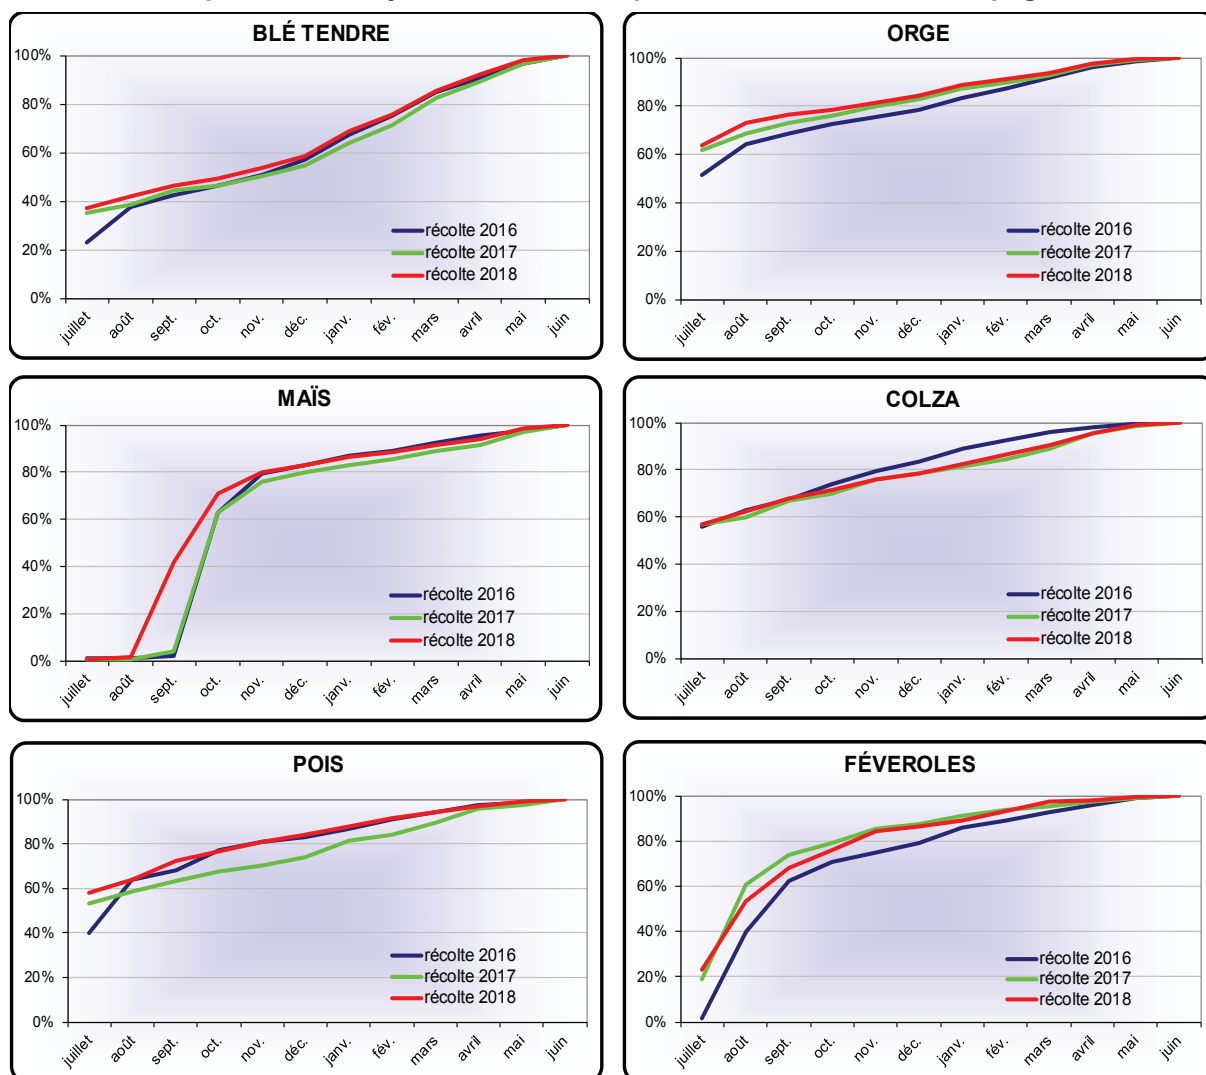 BLÉ TENDRE
100%
80%
60%
40%
20%
0%
récolte 2016
récolte 2017
récolte 2018
juillet août sept. oct. nov. déc. janv. fév. mars avril mai juin
ORGE
100%
80%
60%
40%
20%
0%
récolte 2016
récolte 2017
récolte 2018
juillet août sept. oct. nov. déc. janv. fév. mars avril mai juin
MAÏS
100%
80%
60%
40%
20%
0%
récolte 2016
récolte 2017
récolte 2018
juillet août sept. oct. nov. déc. janv. fév. mars avril mai juin
COLZA
100%
80%
60%
40%
20%
0%
récolte 2016
récolte 2017
récolte 2018
juillet août sept. oct. nov. déc. janv. fév. mars avril mai juin
POIS
100%
80%
60%
40%
20%
0%
récolte 2016
récolte 2017
récolte 2018
juillet août sept. oct. nov. déc. janv. fév. mars avril mai juin
FÉVEROLES
100%
80%
60%
40%
20%
0%
récolte 2016
récolte 2017
récolte 2018
juillet août sept. oct. nov. déc. janv. fév. mars avril mai juin